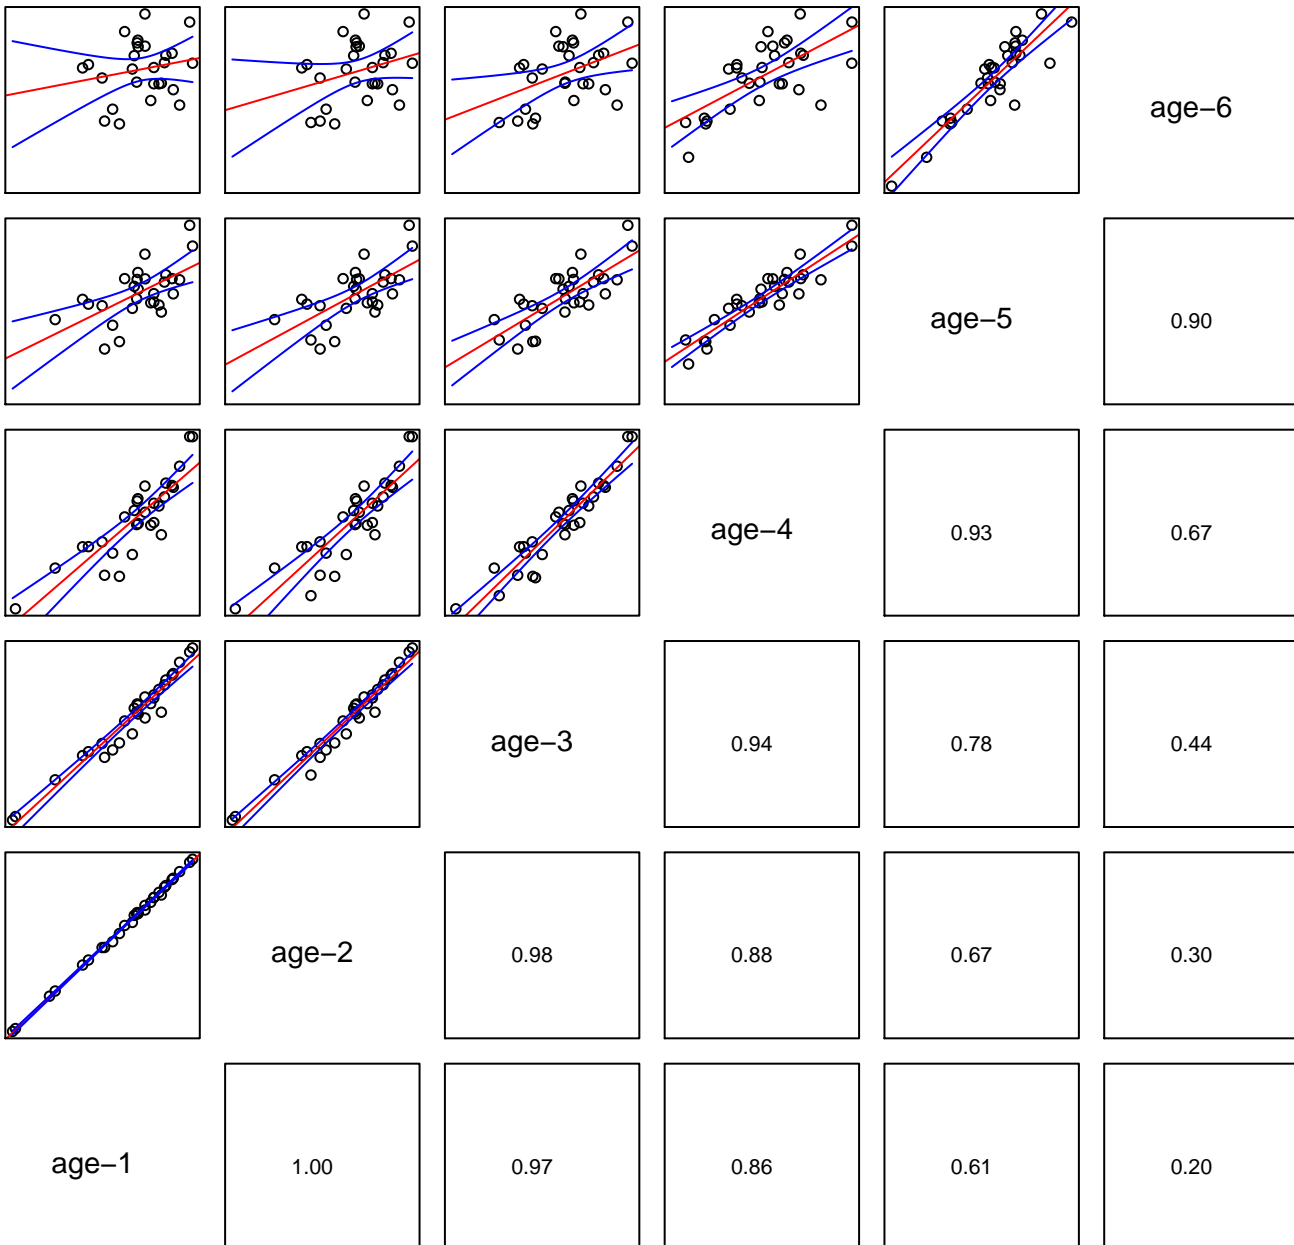 age−6
age−5 0.90
age−4 0.93 0.67
age−3 0.94 0.78 0.44
age−2 0.98 0.88 0.67 0.30
age−1 1.00 0.97 0.86 0.61 0.20